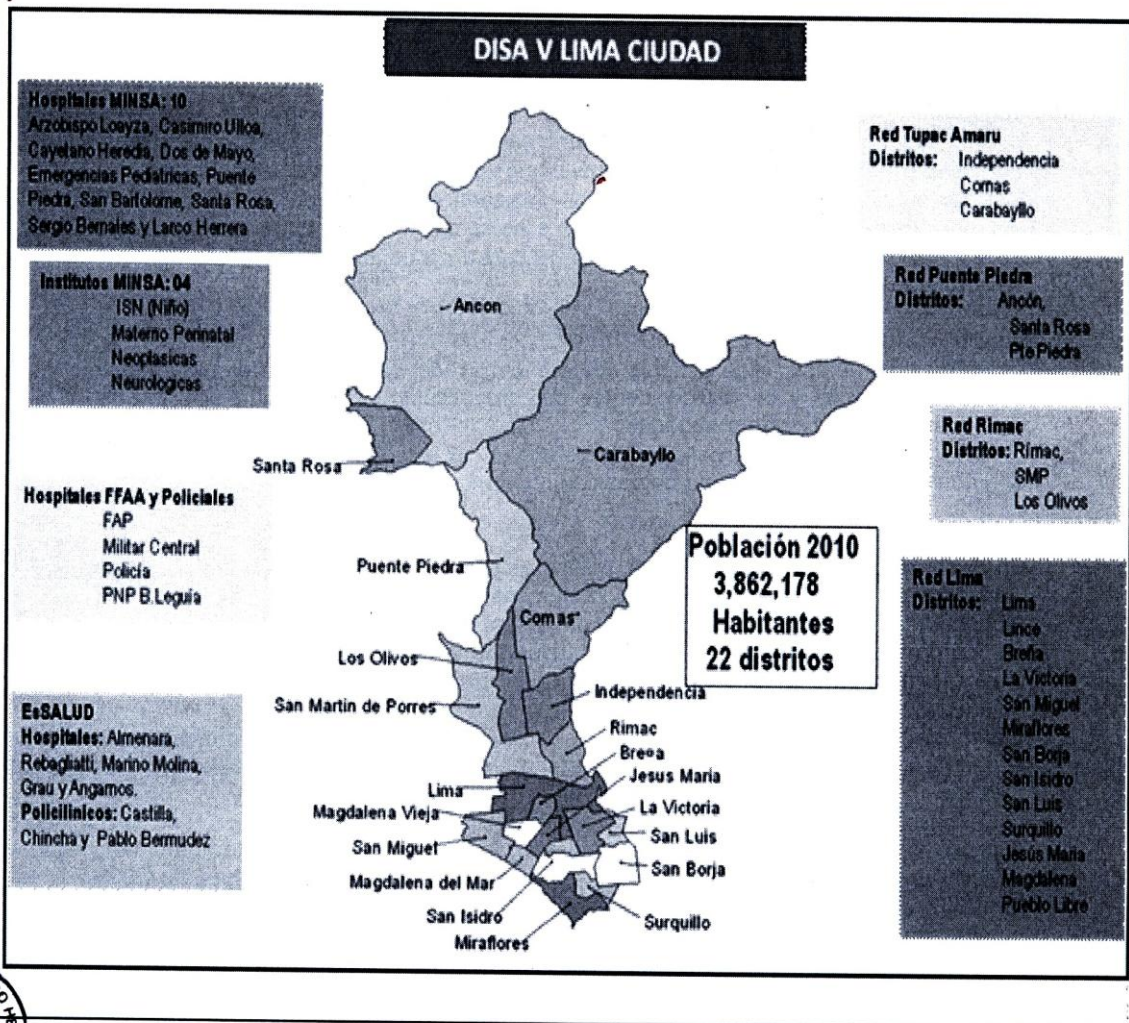 DISA V LIMA CIUDAD
Hospitales MINSA: 10
Arzobispo Loayza, Casimiro Ulloa,
Cayetano Heredia, Dos de Mayo,
Emergencias Pediatricas, Puente
Piedra, San Bartolome, Santa Rosa,
Sergio Bernales y Larco Herrera
Institutos MINSA: 04
ISN (Niño)
Materno Perinatal
Neoplasicas
Neurologicas
Hospitales FFAA y Policiales
FAP
Militar Central
Policía
PNP B.Leguia
EsSALUD
Hospitales: Almenara,
Rebagliatti, Marino Molina,
Grau y Angamos.
Policilinicos: Castilla,
Chincha y Pablo Bermudez
Ancon
Santa Rosa
Carabayllo
Puente Piedra
Comas
Los Olivos
San Martin de Porres
Independencia
Rimac
Breña
Lima
Jesus Maria
Magdalena Vieja
La Victoria
San Miguel
San Luis
Magdalena del Mar
San Borja
San Isidro
Surquillo
Miraflores
Población 2010
3,862,178
Habitantes
22 distritos
Red Tupac Amaru
Distritos: Independencia
Comas
Carabayllo
Red Puente Piedra
Distritos: Ancón,
Santa Rosa
Pte Piedra
Red Rimac
Distritos: Rímac,
SMP
Los Olivos
Red Lima
Distritos: Lima
Lince
Breña
La Victoria
San Miguel
Miraflores
San Borja
San Isidro
San Luis
Surquillo
Jesús Maria
Magdalena
Pueblo Libre